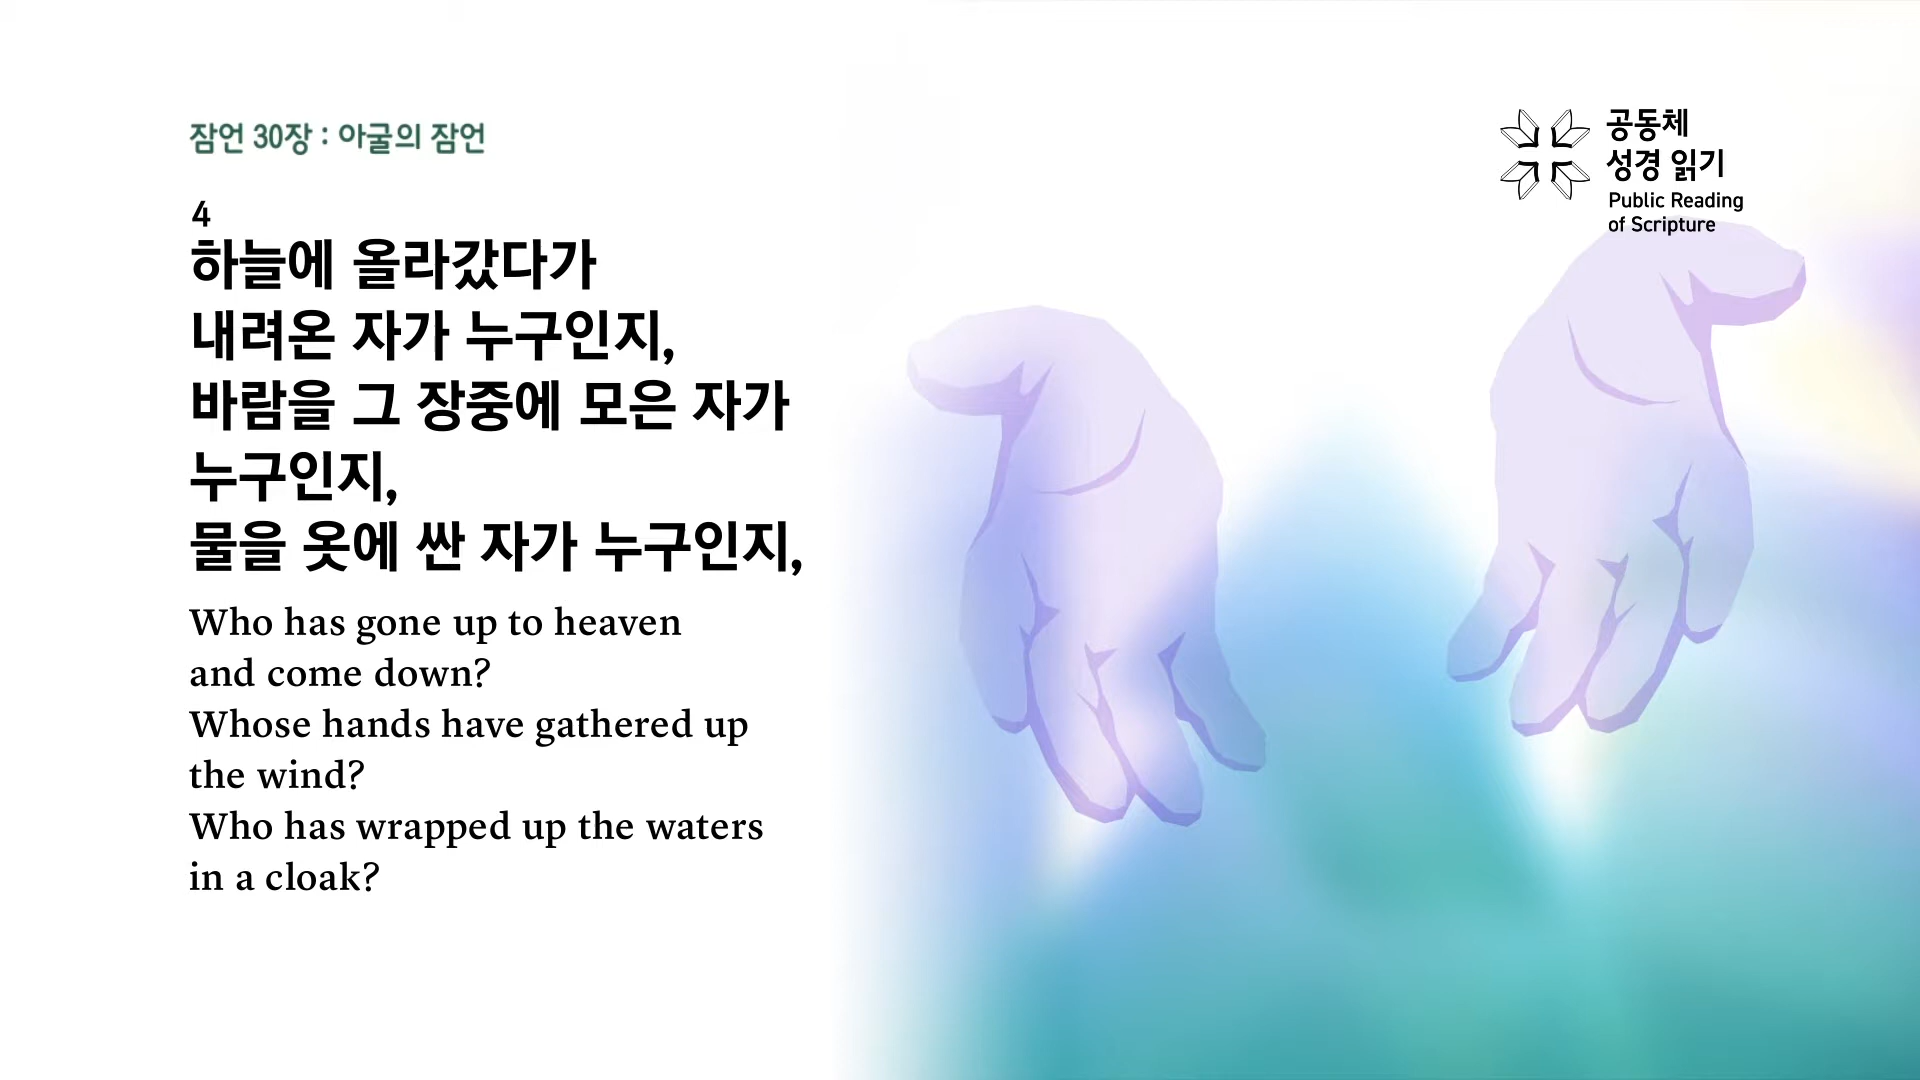 잠언 30장 : 아굴의 잠언
4
하늘에 올라갔다가
내려온 자가 누구인지,
바람을 그 장중에 모은 자가
누구인지,
물을 옷에 싼 자가 누구인지,
Who has gone up to heaven
and come down?
Whose hands have gathered up
the wind?
Who has wrapped up the waters
in a cloak?
공동체
성경 읽기
Public Reading
of Scripture